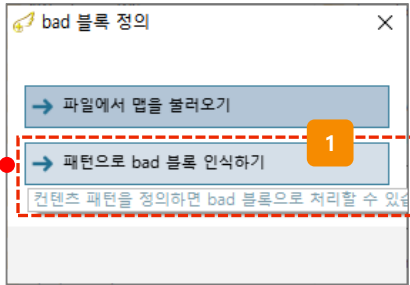 bad 블록 정의
파일에서 맵을 불러오기
1
패턴으로 bad 블록 인식하기
컨텐츠 패턴을 정의하면 bad 블록으로 처리할 수 있습